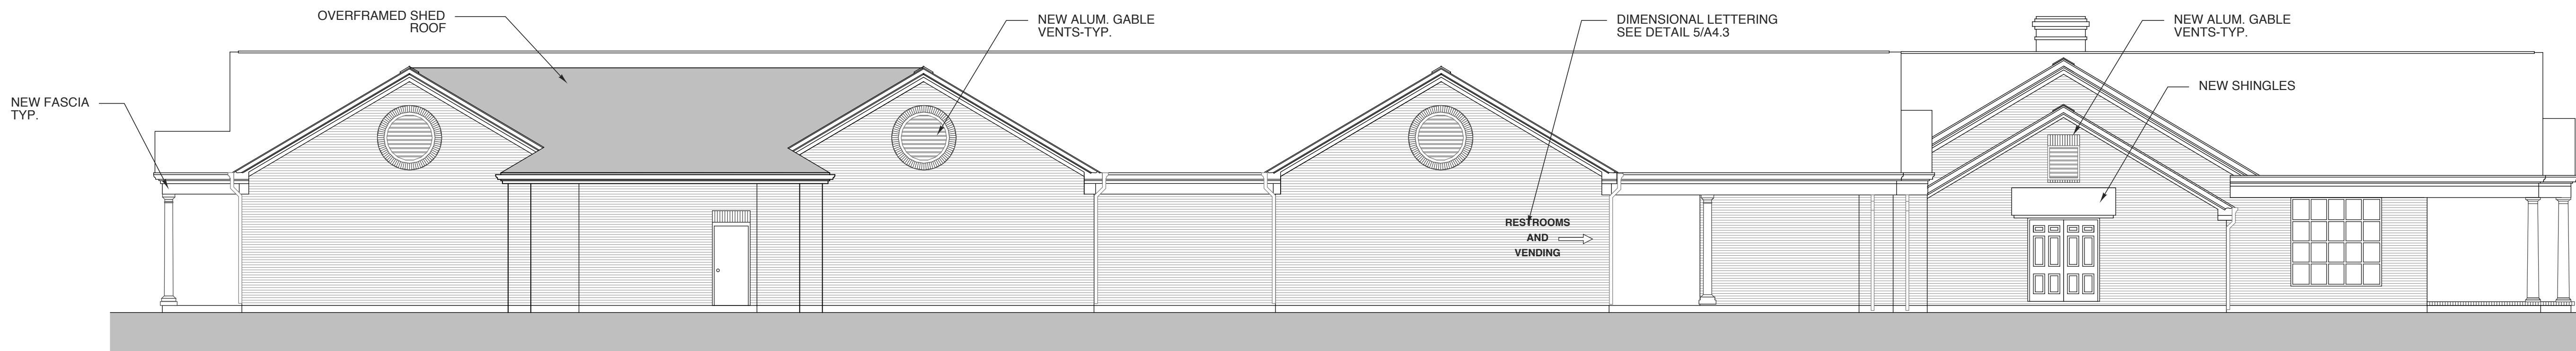 OVERFRAMED SHED
ROOF
NEW ALUM. GABLE
VENTS-TYP.
DIMENSIONAL LETTERING
SEE DETAIL 5/A4.3
NEW ALUM. GABLE
VENTS-TYP.
NEW SHINGLES
NEW FASCIA
TYP.
RESTROOMS
AND
VENDING